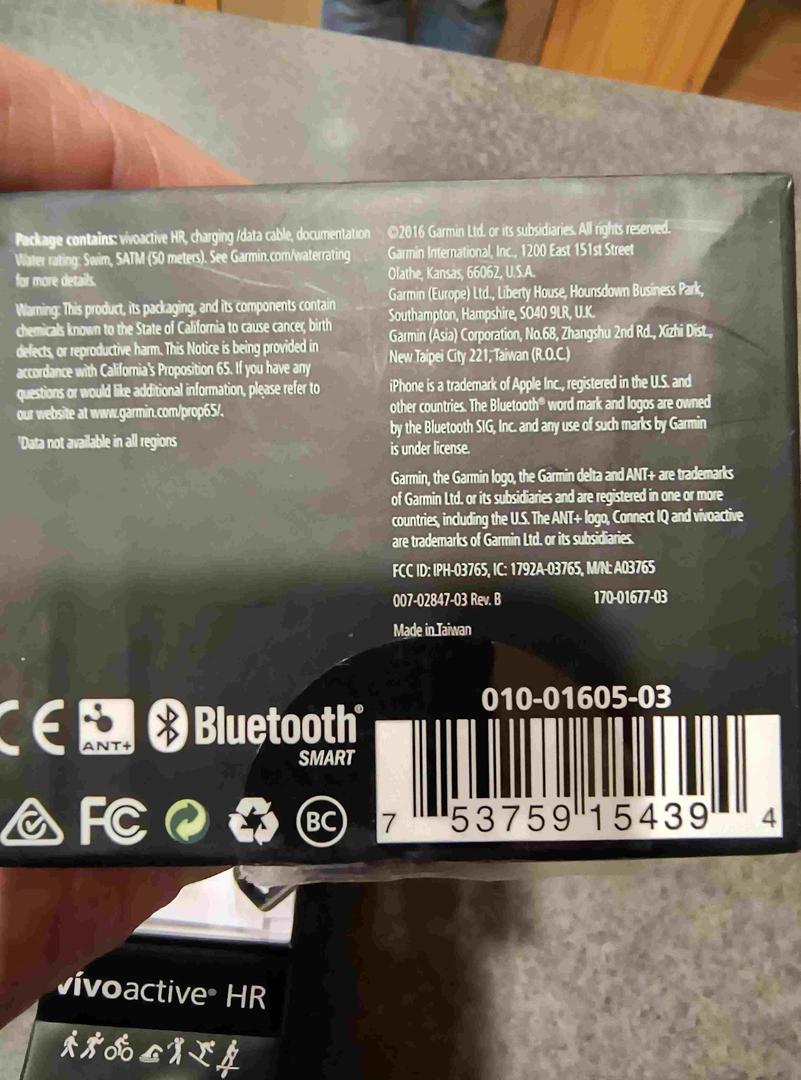 Package contains: vivoactive HR, charging /data cable, documentation
Water rating: Swim, 5ATM (50 meters). See Garmin.com/waterrating
for more details.
Warning: This product, its packaging, and its components contain
chemicals known to the State of California to cause cancer, birth
defects, or reproductive harm. This Notice is being provided in
accordance with California's Proposition 65. If you have any
questions or would like additional information, please refer to
our website at www.garmin.com/prop65/.
¹Data not available in all regions
©2016 Garmin Ltd. or its subsidiaries. All rights reserved.
Garmin International, Inc., 1200 East 151st Street
Olathe, Kansas, 66062, U.S.A.
Garmin (Europe) Ltd., Liberty House, Hounsdown Business Park,
Southampton, Hampshire, SO40 9LR, U.K.
Garmin (Asia) Corporation, No.68, Zhangshu 2nd Rd., Xizhi Dist.,
New Taipei City 221, Taiwan (R.O.C.)
iPhone is a trademark of Apple Inc., registered in the U.S. and
other countries. The Bluetooth® word mark and logos are owned
by the Bluetooth SIG, Inc. and any use of such marks by Garmin
is under license.
Garmin, the Garmin logo, the Garmin delta and ANT+ are trademarks
of Garmin Ltd. or its subsidiaries and are registered in one or more
countries, including the U.S. The ANT+ logo, Connect IQ and vivoactive
are trademarks of Garmin Ltd. or its subsidiaries.
FCC ID: IPH-03765, IC: 1792A-03765, M/N: A03765
007-02847-03 Rev. B 170-01677-03
Made in Taiwan
010-01605-03
CE ANT+ Bluetooth®
SMART
FC BC
7 53759 15439 4
vívoactive® HR